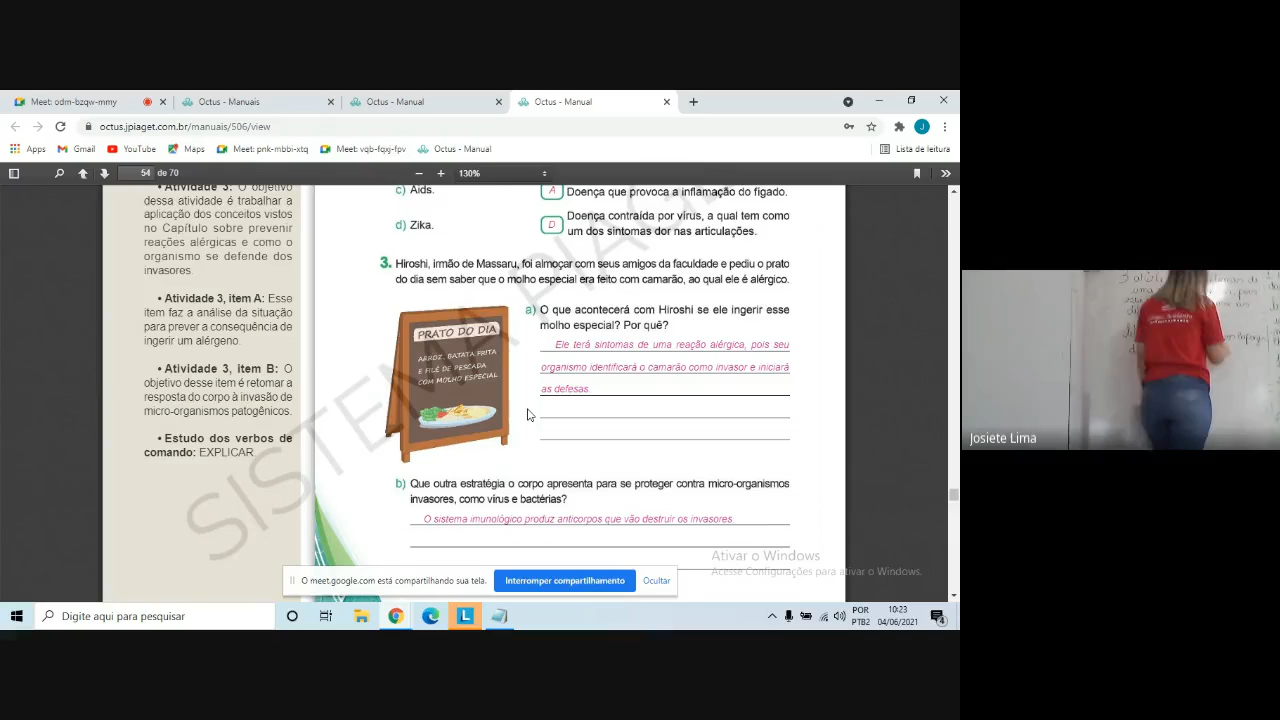 Meet: odm-bzqw-mmy
Octus - Manuais
Octus - Manual
Octus - Manual
octus.jpiaget.com.br/manuais/506/view
Apps
Gmail
YouTube
Maps
Meet: pnk-mbbi-xtq
Meet: vqb-fqxj-fpv
Octus - Manual
Lista de leitura
54 de 70
130%
• Atividade 3: O objetivo
dessa atividade é trabalhar a
aplicação dos conceitos vistos
no Capítulo sobre prevenir
reações alérgicas e como o
organismo se defende dos
invasores.
• Atividade 3, item A: Esse
item faz a análise da situação
para prever a consequência de
ingerir um alérgeno.
• Atividade 3, item B: O
objetivo desse item é retomar a
resposta do corpo à invasão de
micro-organismos patogênicos.
• Estudo dos verbos de
comando: EXPLICAR.
c) Aids.
A Doença que provoca a inflamação do fígado.
d) Zika.
D Doença contraída por vírus, a qual tem como
um dos sintomas dor nas articulações.
3. Hiroshi, irmão de Massaru, foi almoçar com seus amigos da faculdade e pediu o prato
do dia sem saber que o molho especial era feito com camarão, ao qual ele é alérgico.
PRATO DO DIA
ARROZ, BATATA FRITA
E FILÉ DE PESCADA
COM MOLHO ESPECIAL
a) O que acontecerá com Hiroshi se ele ingerir esse
molho especial? Por quê?
Ele terá sintomas de uma reação alérgica, pois seu
organismo identificará o camarão como invasor e iniciará
as defesas.
b) Que outra estratégia o corpo apresenta para se proteger contra micro-organismos
invasores, como vírus e bactérias?
O sistema imunológico produz anticorpos que vão destruir os invasores.
SISTEMA PIAGE
Ativar o Windows
Acesse Configurações para ativar o Windows.
O meet.google.com está compartilhando sua tela.
Interromper compartilhamento
Ocultar
Digite aqui para pesquisar
POR
PTB2
10:23
04/06/2021
4
Josiete Lima